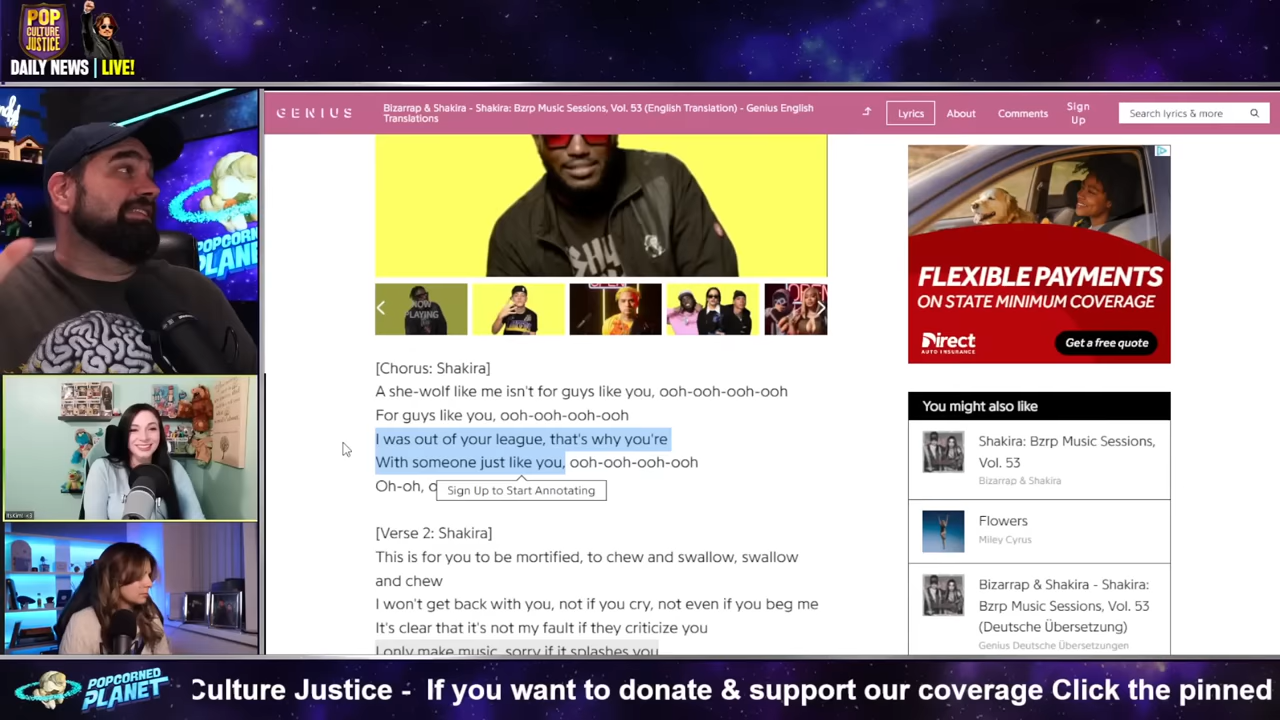 POP
CULTURE
JUSTICE
DAILY NEWS | LIVE!
GENIUS
Bizarrap & Shakira - Shakira: Bzrp Music Sessions, Vol. 53 (English Translation) - Genius English
Translations
Lyrics
About
Comments
Sign
Up
Search lyrics & more
POPCORNED
PLANET
NOW
PLAYING
[Chorus: Shakira]
A she-wolf like me isn't for guys like you, ooh-ooh-ooh-ooh
For guys like you, ooh-ooh-ooh-ooh
I was out of your league, that's why you're
With someone just like you, ooh-ooh-ooh-ooh
Oh-oh, o
Sign Up to Start Annotating
[Verse 2: Shakira]
This is for you to be mortified, to chew and swallow, swallow
and chew
I won't get back with you, not if you cry, not even if you beg me
It's clear that it's not my fault if they criticize you
I only make music, sorry if it splashes you
FLEXIBLE PAYMENTS
ON STATE MINIMUM COVERAGE
Direct
AUTO INSURANCE
Get a free quote
You might also like
Shakira: Bzrp Music Sessions,
Vol. 53
Bizarrap & Shakira
Flowers
Miley Cyrus
Bizarrap & Shakira - Shakira:
Bzrp Music Sessions, Vol. 53
(Deutsche Übersetzung)
Genius Deutsche Übersetzungen
POPCORNED
PLANET
Culture Justice - If you want to donate & support our coverage Click the pinned